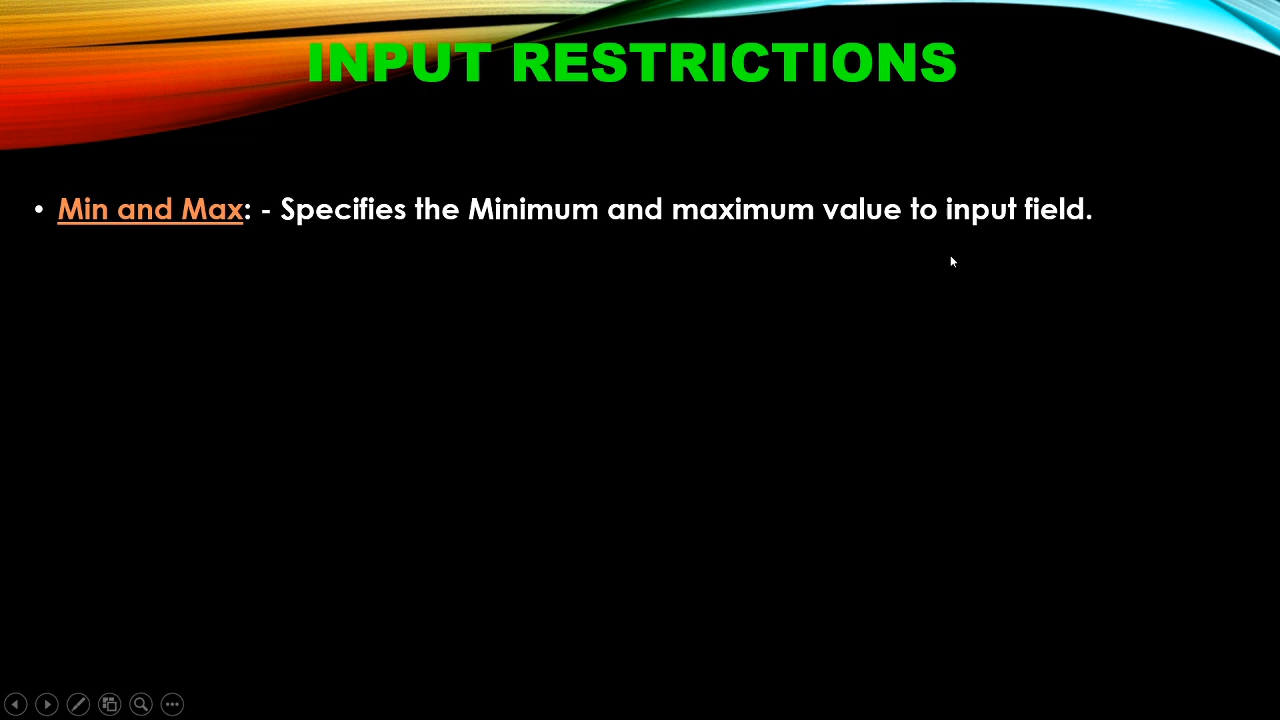 INPUT RESTRICTIONS
• Min and Max: - Specifies the Minimum and maximum value to input field.